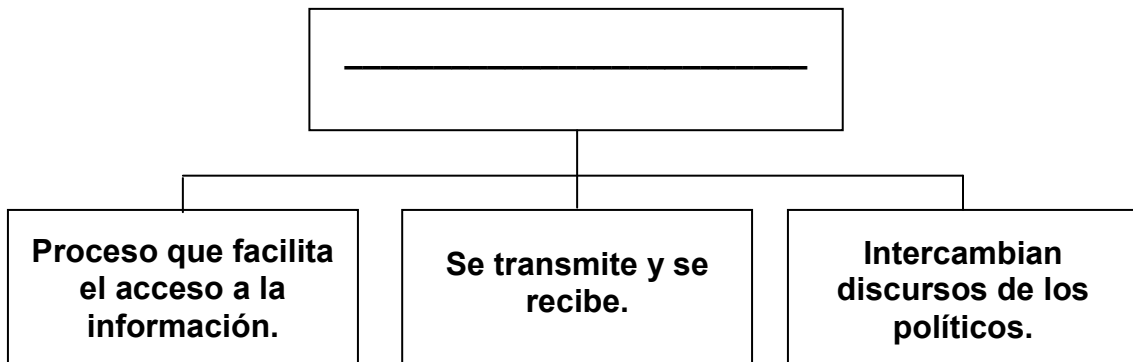 Proceso que facilita
el acceso a la
información.
Se transmite y se
recibe.
Intercambian
discursos de los
políticos.